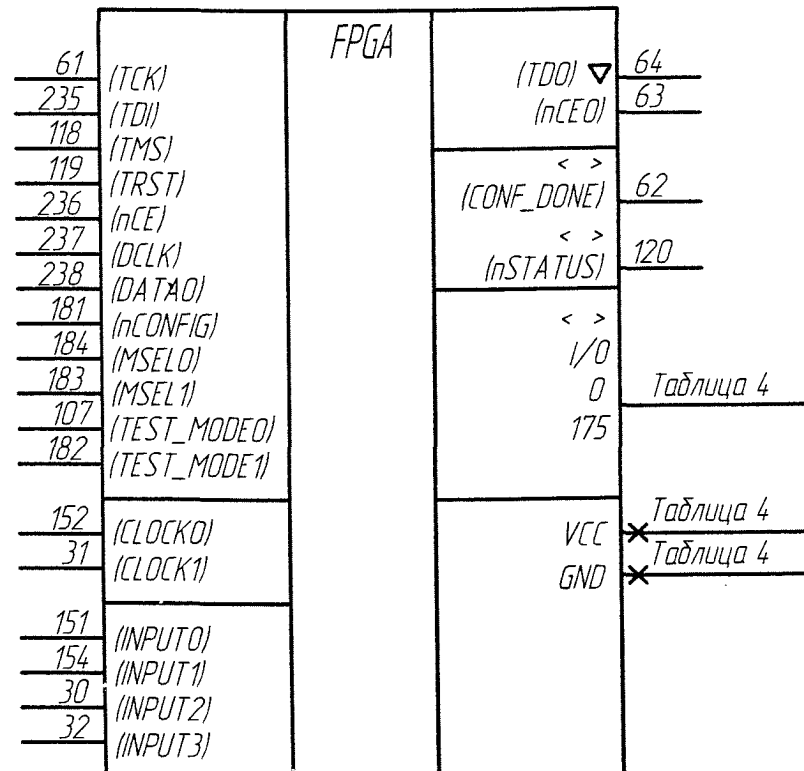 FPGA
61 (TCK)
235 (TDI)
118 (TMS)
119 (TRST)
236 (nCE)
237 (DCLK)
238 (DATA0)
181 (nCONFIG)
184 (MSEL0)
183 (MSEL1)
107 (TEST_MODE0)
182 (TEST_MODE1)
152 (CLOCK0)
31 (CLOCK1)
151 (INPUT0)
154 (INPUT1)
30 (INPUT2)
32 (INPUT3)
(TDO) ▽ 64
(nCEO) 63
< >
(CONF_DONE) 62
< >
(nSTATUS) 120
< >
I/O
0 Таблица 4
175
VCC Таблица 4
GND Таблица 4